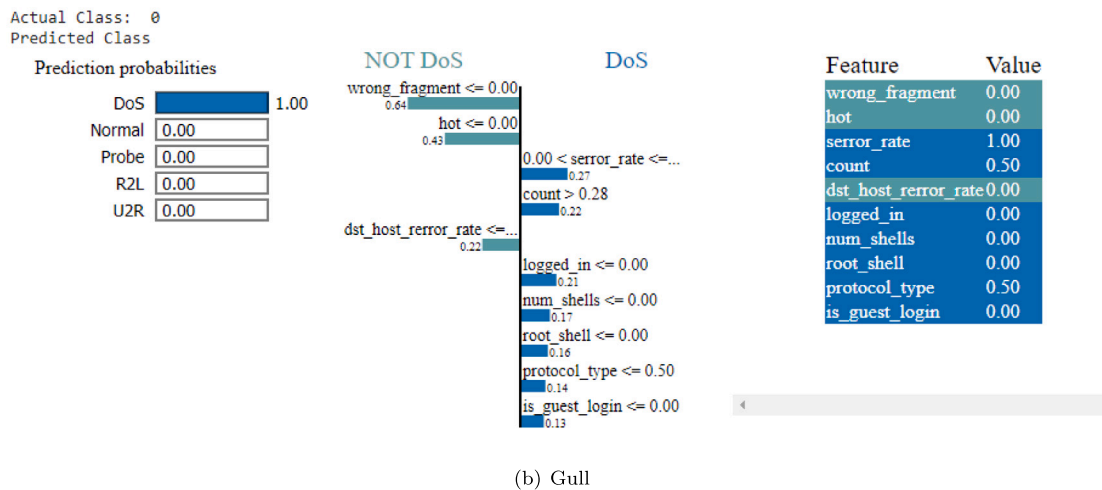 Actual Class: 0
Predicted Class
Prediction probabilities
DoS 1.00
Normal 0.00
Probe 0.00
R2L 0.00
U2R 0.00
NOT DoS DoS
wrong_fragment <= 0.00
0.64
hot <= 0.00
0.43
0.00 < serror_rate <=...
0.27
count > 0.28
0.22
dst_host_rerror_rate <=...
0.22
logged_in <= 0.00
0.21
num_shells <= 0.00
0.17
root_shell <= 0.00
0.16
protocol_type <= 0.50
0.14
is_guest_login <= 0.00
0.13
Feature Value
wrong_fragment 0.00
hot 0.00
serror_rate 1.00
count 0.50
dst_host_rerror_rate 0.00
logged_in 0.00
num_shells 0.00
root_shell 0.00
protocol_type 0.50
is_guest_login 0.00
(b) Gull